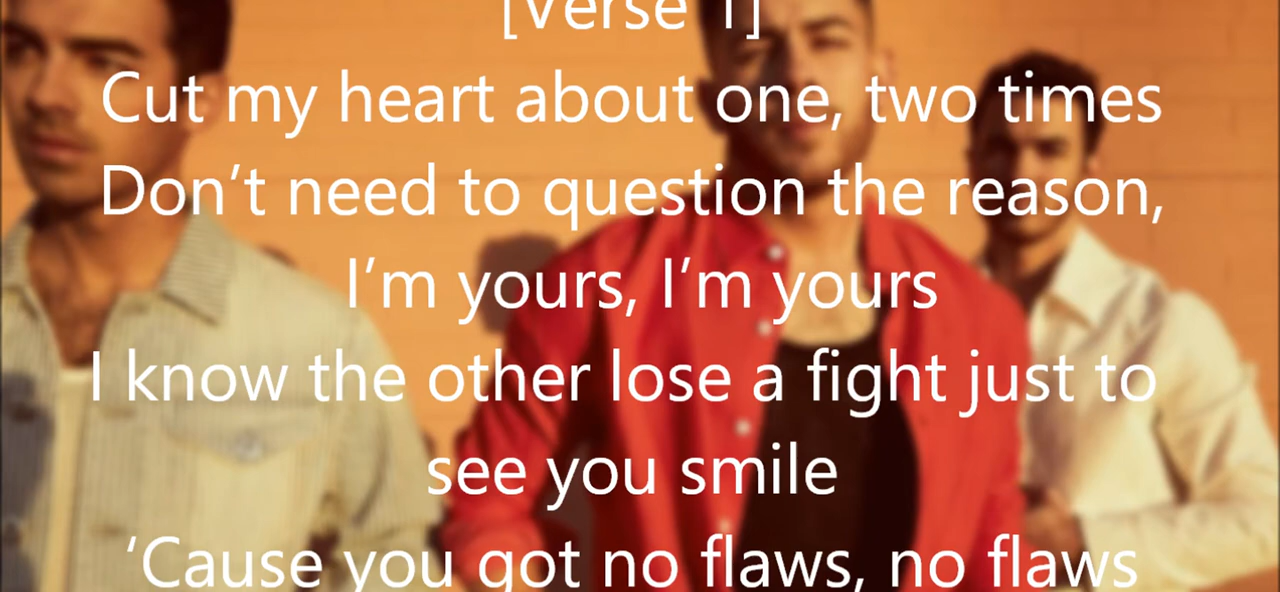 [Verse 1]
Cut my heart about one, two times
Don’t need to question the reason,
I’m yours, I’m yours
I know the other lose a fight just to
see you smile
‘Cause you got no flaws, no flaws